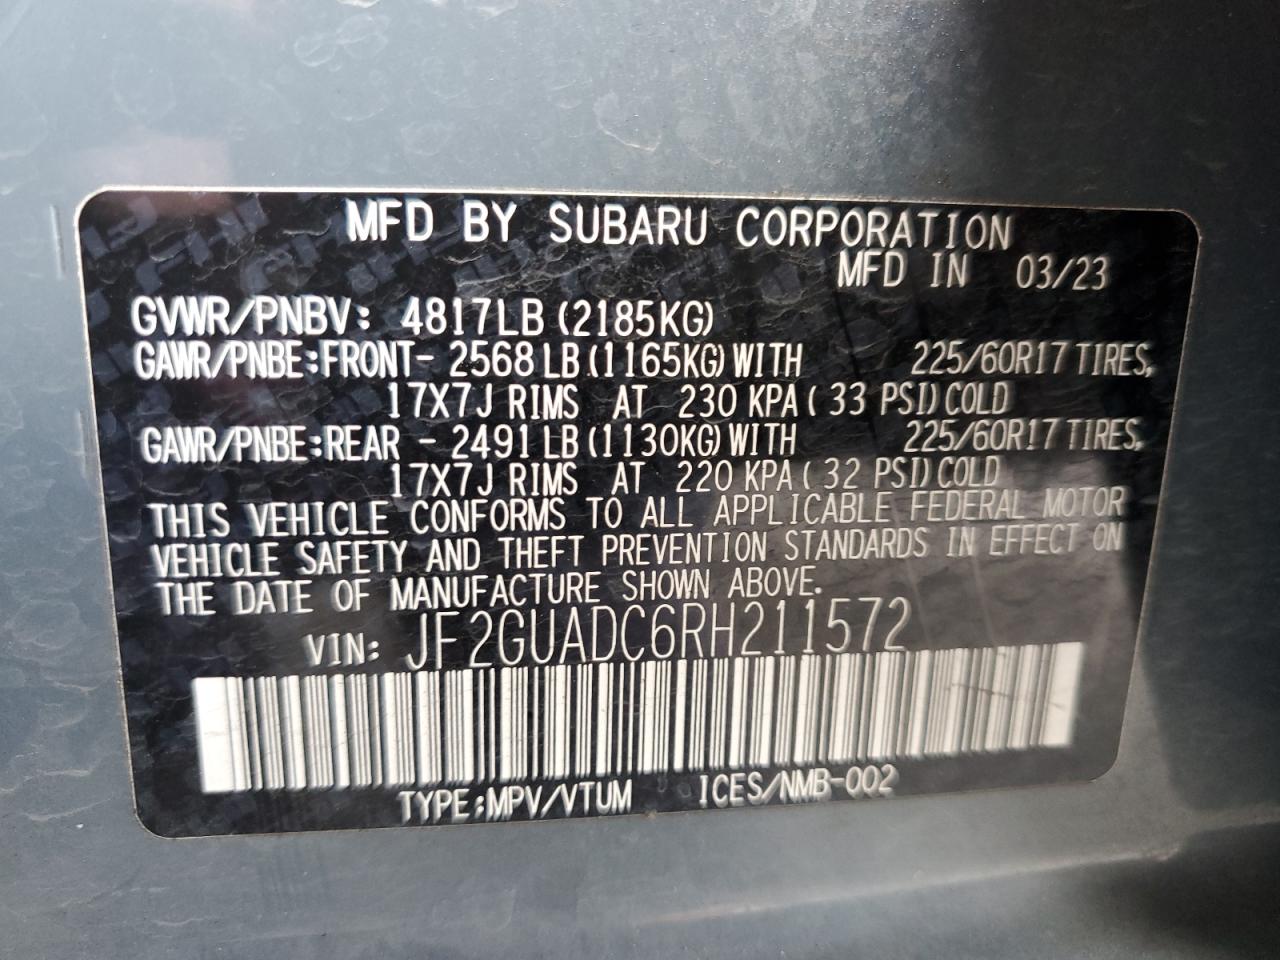 MFD BY SUBARU CORPORATION
MFD IN 03/23
GVWR/PNBV: 4817LB (2185KG)
GAWR/PNBE:FRONT- 2568 LB (1165KG) WITH 225/60R17 TIRES,
17X7J RIMS AT 230 KPA ( 33 PSI) COLD
GAWR/PNBE:REAR - 2491 LB (1130KG) WITH 225/60R17 TIRES,
17X7J RIMS AT 220 KPA ( 32 PSI) COLD
THIS VEHICLE CONFORMS TO ALL APPLICABLE FEDERAL MOTOR
VEHICLE SAFETY AND THEFT PREVENTION STANDARDS IN EFFECT ON
THE DATE OF MANUFACTURE SHOWN ABOVE.
VIN: JF2GUADC6RH211572
TYPE:MPV/VTUM ICES/NMB-002